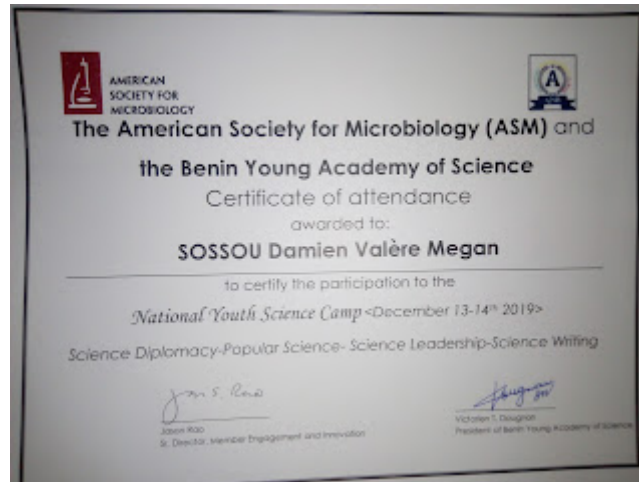 AMERICAN
SOCIETY FOR
MICROBIOLOGY
A
The American Society for Microbiology (ASM) and
the Benin Young Academy of Science
Certificate of attendance
awarded to:
SOSSOU Damien Valère Megan
to certify the participation to the
National Youth Science Camp <December 13-14th 2019>
Science Diplomacy-Popular Science- Science Leadership-Science Writing
Jason Rao
Sr. Director, Member Engagement and Innovation
Victorien T. Dougnon
President of Benin Young Academy of Science